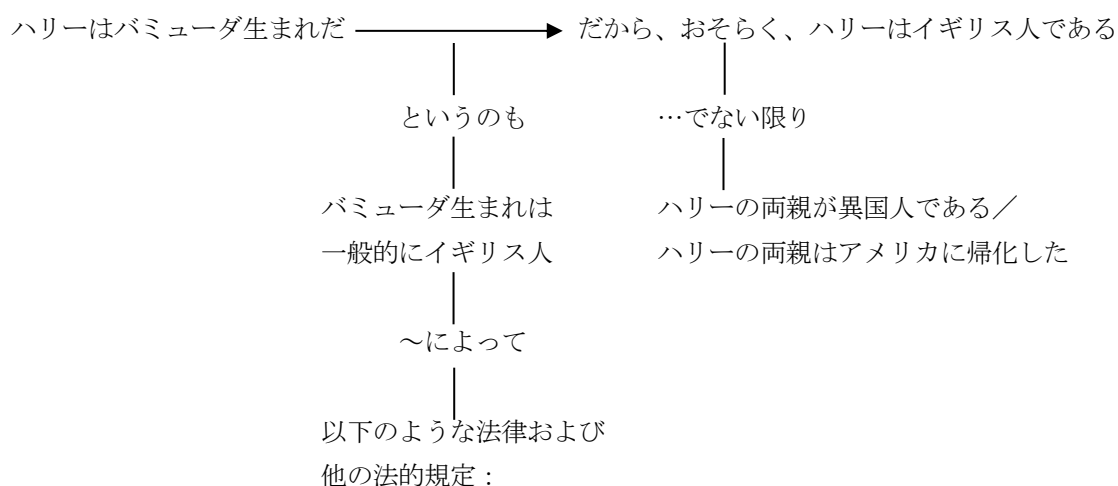 ハリーはバミューダ生まれだ
だから、おそらく、ハリーはイギリス人である
というのも
…でない限り
バミューダ生まれは
一般的にイギリス人
ハリーの両親が異国人である／
ハリーの両親はアメリカに帰化した
～によって
以下のような法律および
他の法的規定：